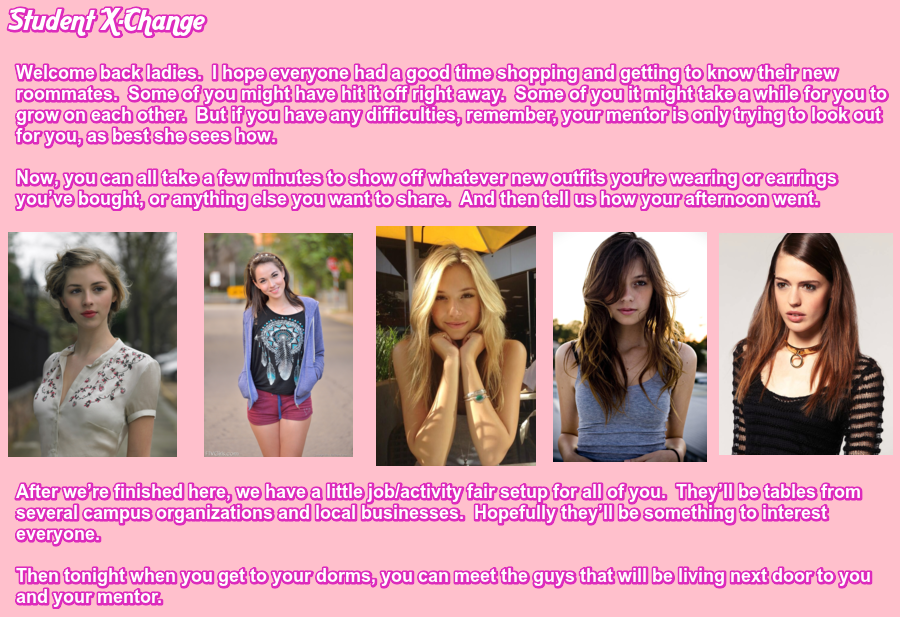 Student X-Change
Welcome back ladies.  I hope everyone had a good time shopping and getting to know their new
roommates.  Some of you might have hit it off right away.  Some of you it might take a while for you to
grow on each other.  But if you have any difficulties, remember, your mentor is only trying to look out
for you, as best she sees how.
Now, you can all take a few minutes to show off whatever new outfits you're wearing or earrings
you've bought, or anything else you want to share.  And then tell us how your afternoon went.
After we're finished here, we have a little job/activity fair setup for all of you.  They'll be tables from
several campus organizations and local businesses.  Hopefully they'll be something to interest
everyone.
Then tonight when you get to your dorms, you can meet the guys that will be living next door to you
and your mentor.